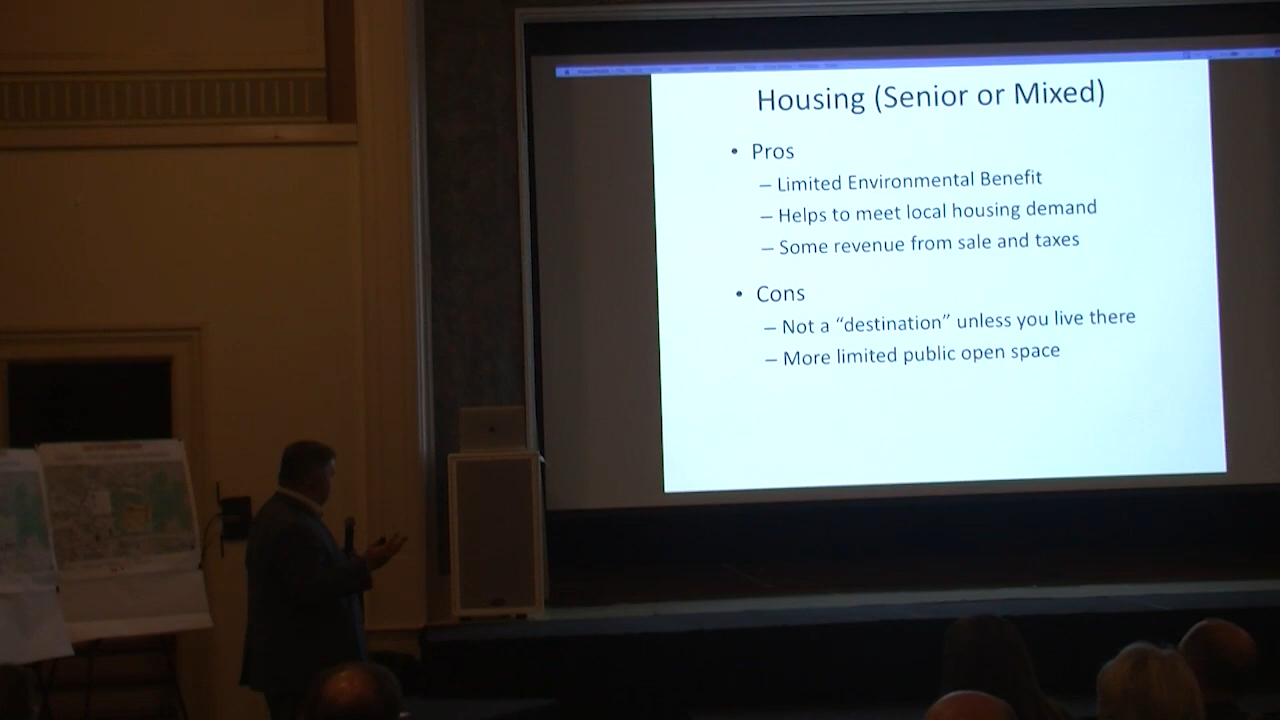 Housing (Senior or Mixed)
• Pros
– Limited Environmental Benefit
– Helps to meet local housing demand
– Some revenue from sale and taxes
• Cons
– Not a “destination” unless you live there
– More limited public open space